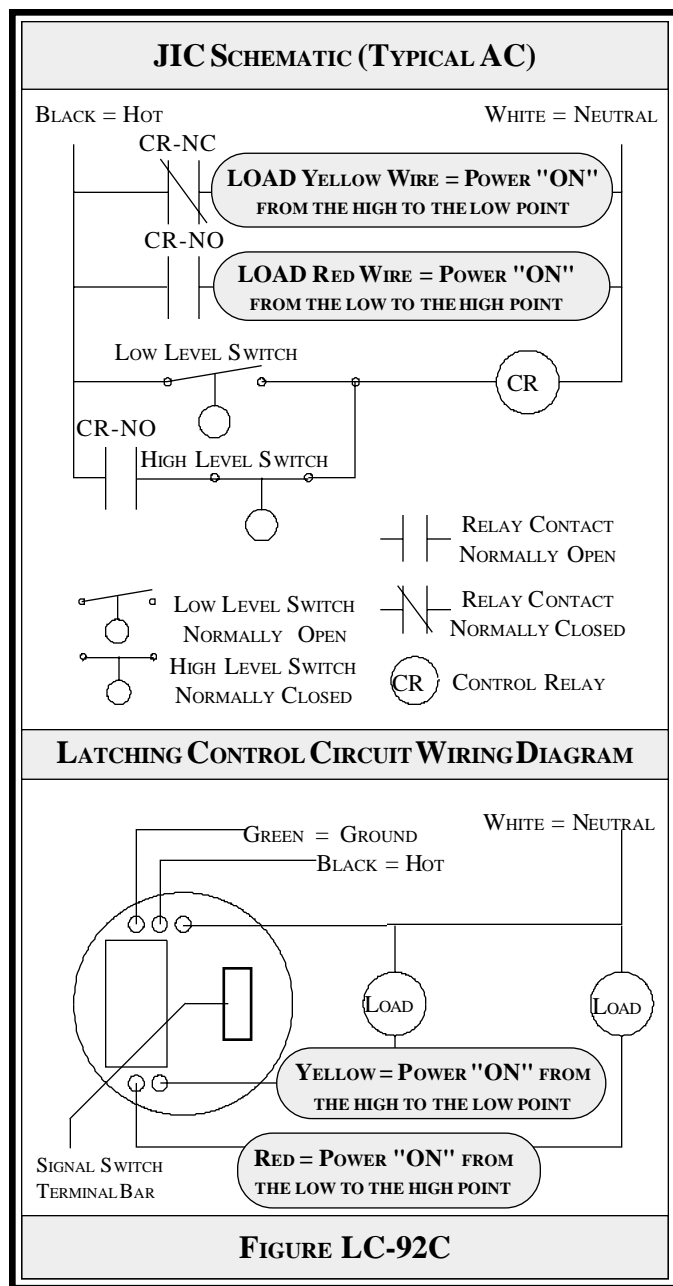 JIC SCHEMATIC (TYPICAL AC)
BLACK = HOT
WHITE = NEUTRAL
CR-NC
LOAD YELLOW WIRE = POWER "ON"
FROM THE HIGH TO THE LOW POINT
CR-NO
LOAD RED WIRE = POWER "ON"
FROM THE LOW TO THE HIGH POINT
LOW LEVEL SWITCH
CR
CR-NO
HIGH LEVEL SWITCH
RELAY CONTACT
NORMALLY OPEN
LOW LEVEL SWITCH
NORMALLY OPEN
RELAY CONTACT
NORMALLY CLOSED
HIGH LEVEL SWITCH
NORMALLY CLOSED
CR
CONTROL RELAY
LATCHING CONTROL CIRCUIT WIRING DIAGRAM
GREEN = GROUND
WHITE = NEUTRAL
BLACK = HOT
LOAD
LOAD
YELLOW = POWER "ON" FROM
THE HIGH TO THE LOW POINT
RED = POWER "ON" FROM
THE LOW TO THE HIGH POINT
SIGNAL SWITCH
TERMINAL BAR
FIGURE LC-92C